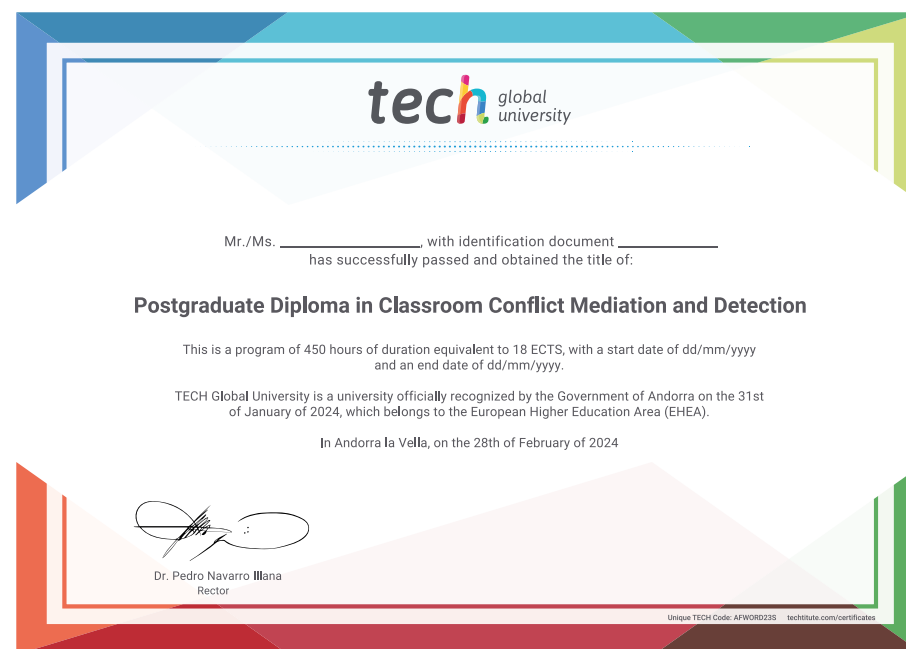 tech global
university
Mr./Ms. ____________________, with identification document ______________
has successfully passed and obtained the title of:
Postgraduate Diploma in Classroom Conflict Mediation and Detection
This is a program of 450 hours of duration equivalent to 18 ECTS, with a start date of dd/mm/yyyy
and an end date of dd/mm/yyyy.
TECH Global University is a university officially recognized by the Government of Andorra on the 31st
of January of 2024, which belongs to the European Higher Education Area (EHEA).
In Andorra la Vella, on the 28th of February of 2024
Dr. Pedro Navarro Illana
Rector
Unique TECH Code: AFWORD23S techtitute.com/certificates